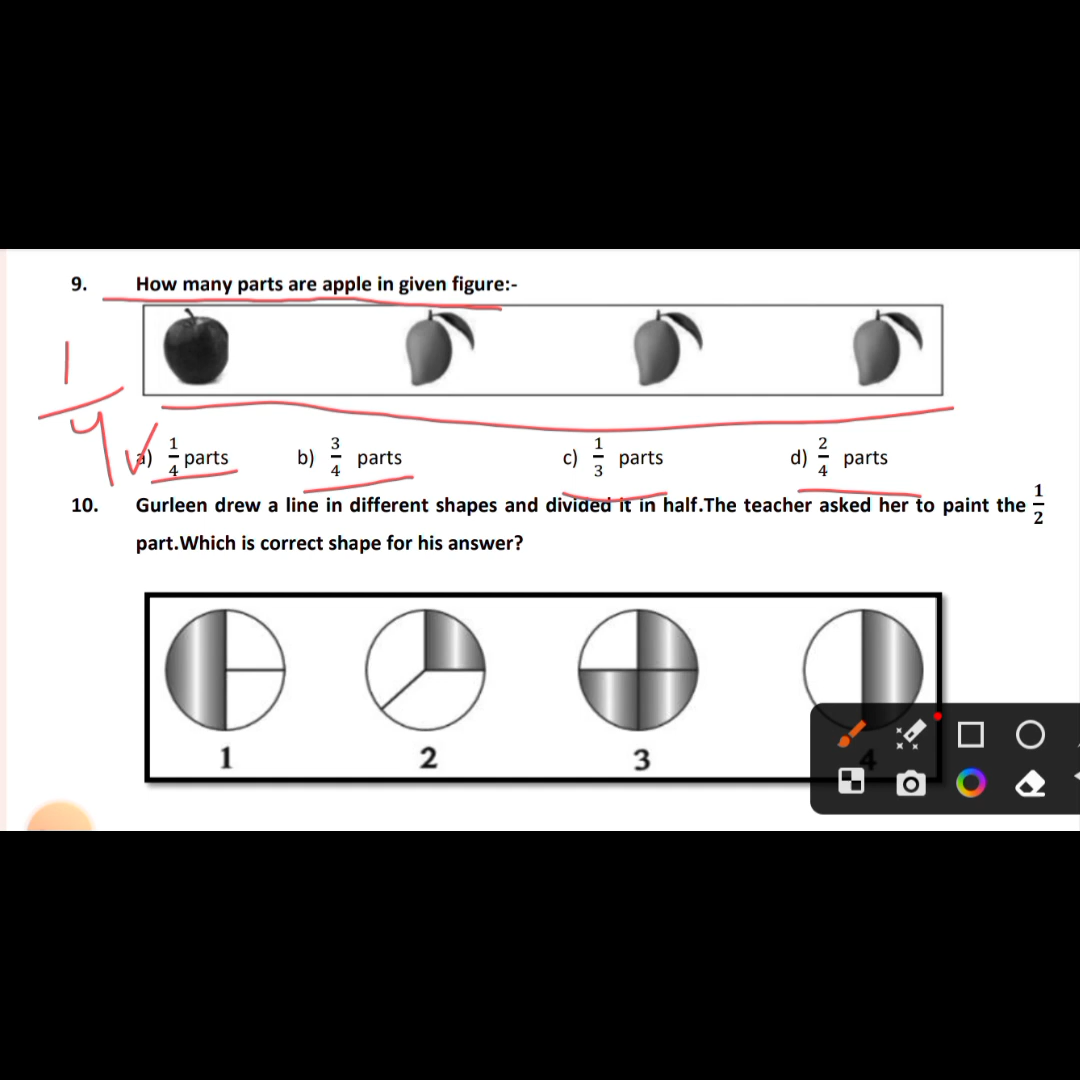 9. How many parts are apple in given figure:-
1
4
a) 1/4 parts b) 3/4 parts c) 1/3 parts d) 2/4 parts
10. Gurleen drew a line in different shapes and divided it in half.The teacher asked her to paint the 1/2
part.Which is correct shape for his answer?
1 2 3 4